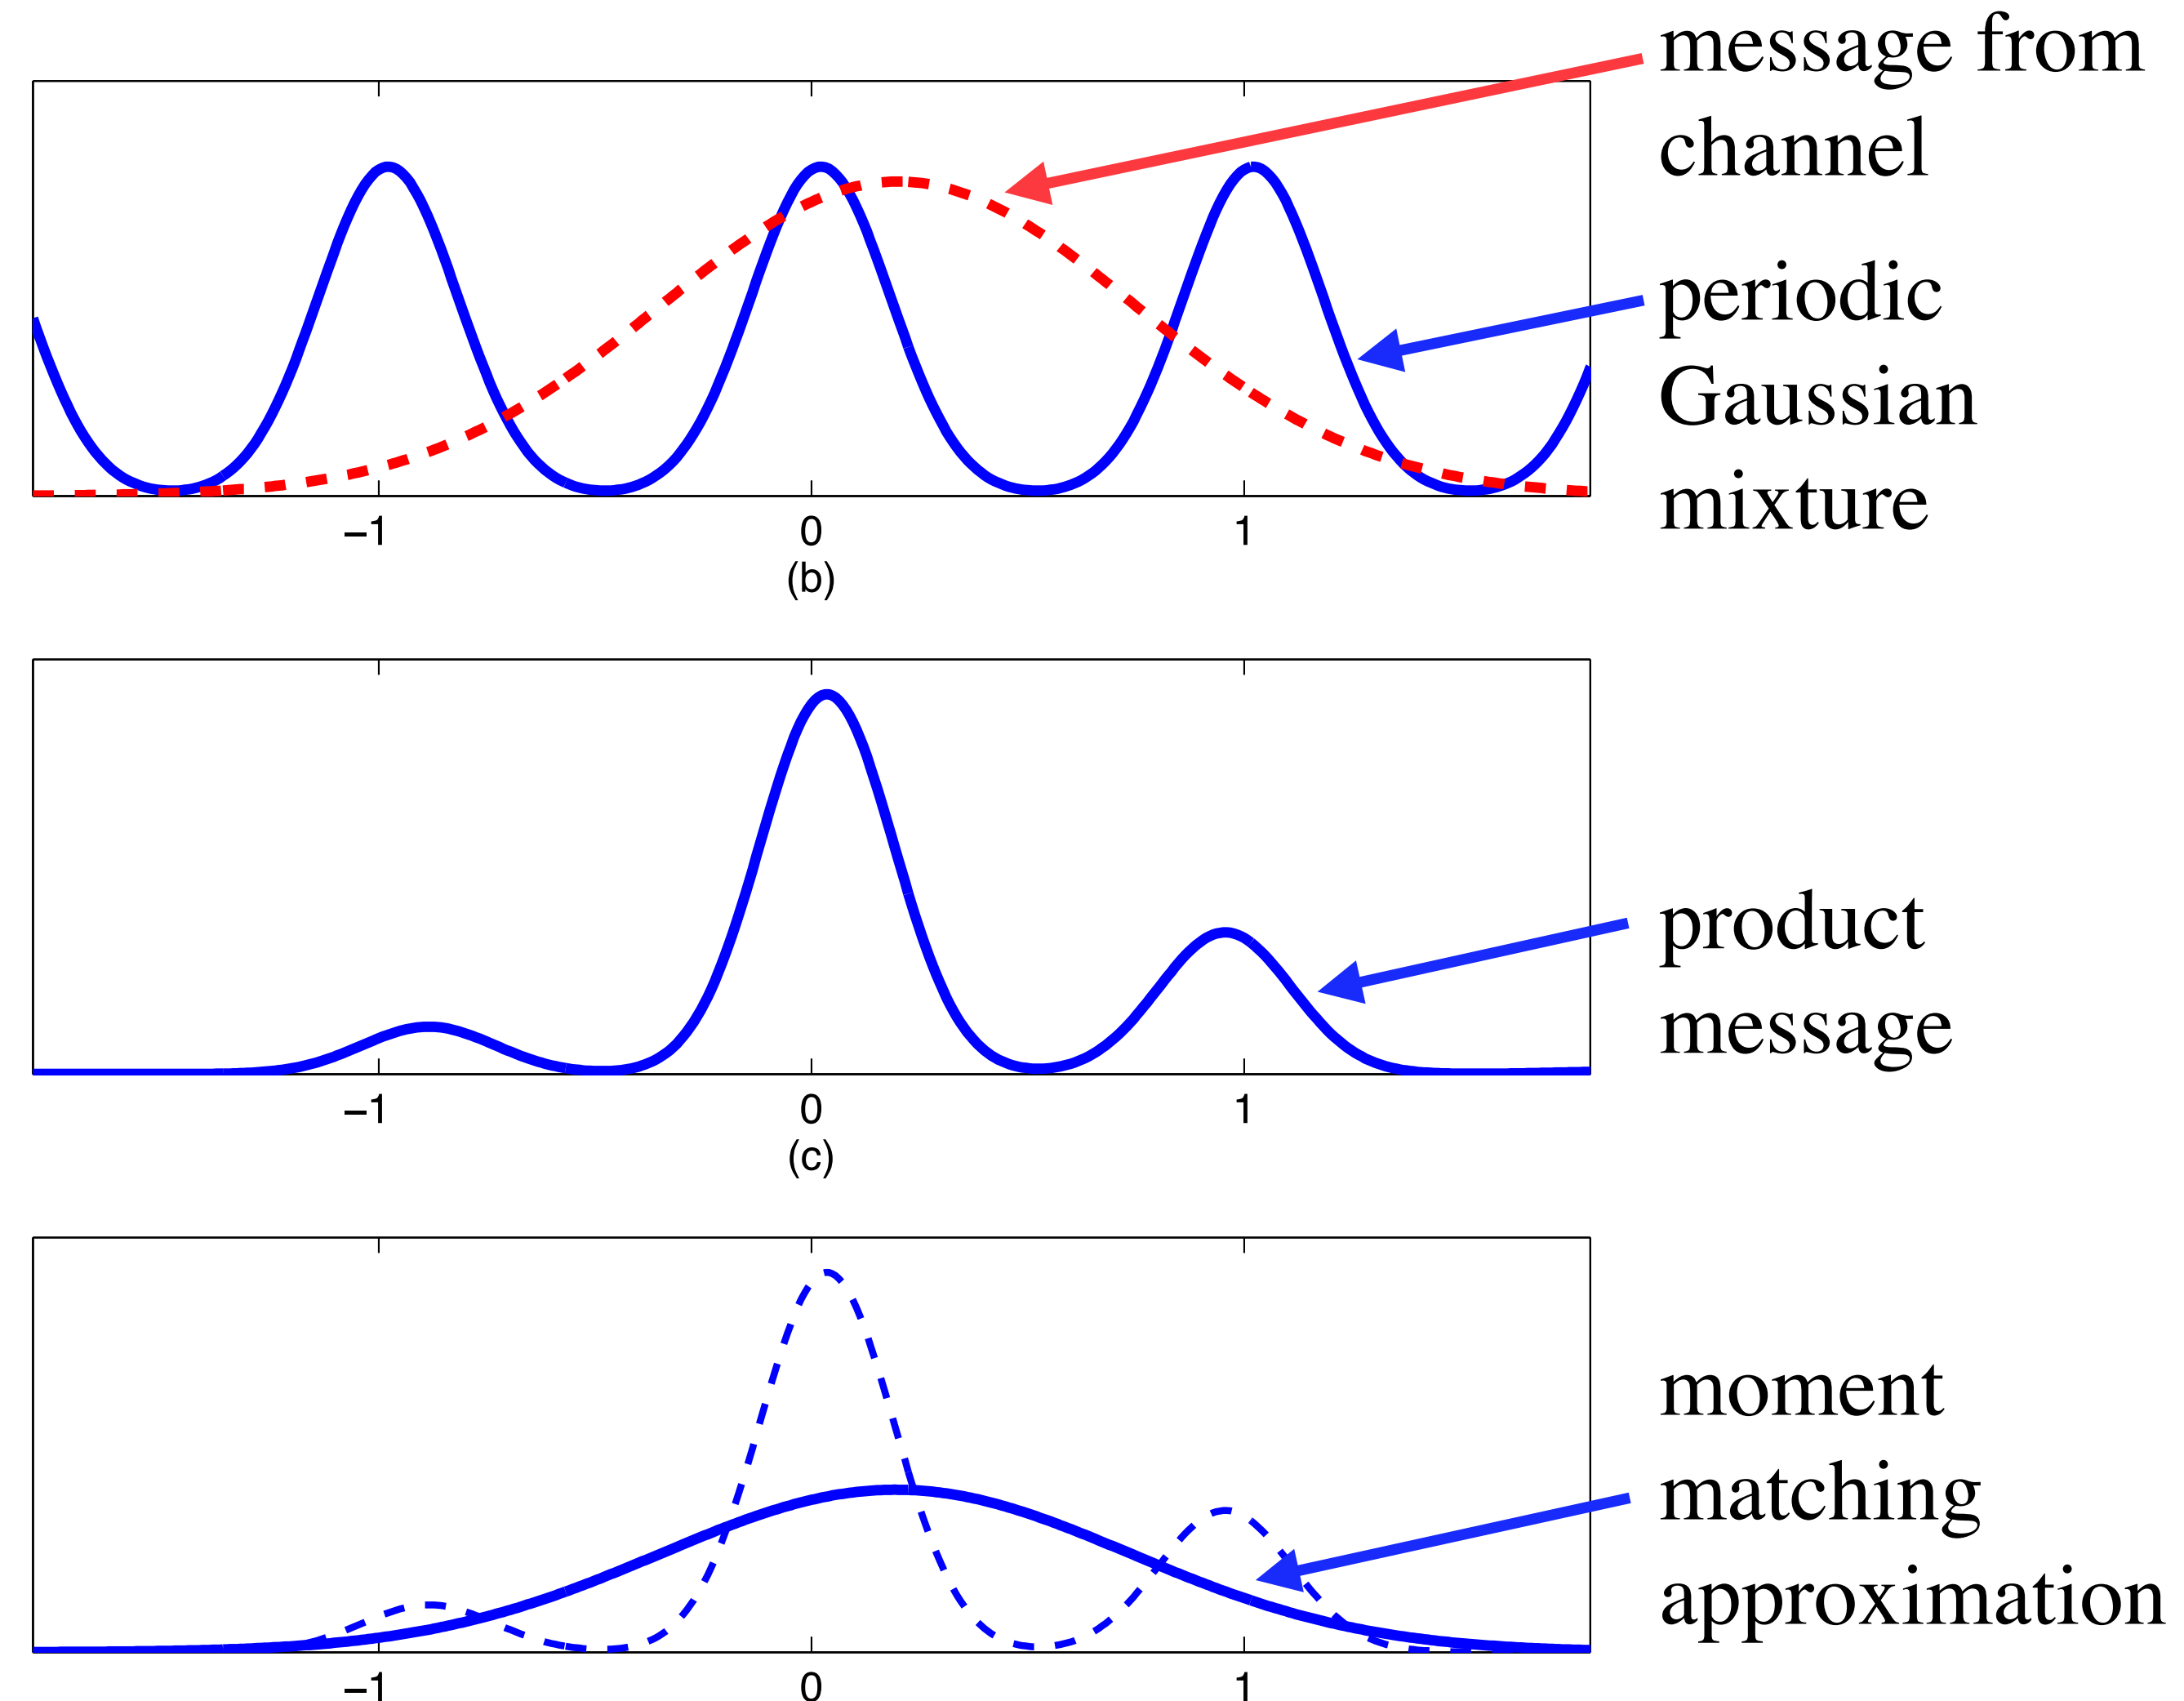 message from
channel
periodic
Gaussian
mixture
−1 0 1
(b)
product
message
−1 0 1
(c)
moment
matching
approximation
−1 0 1